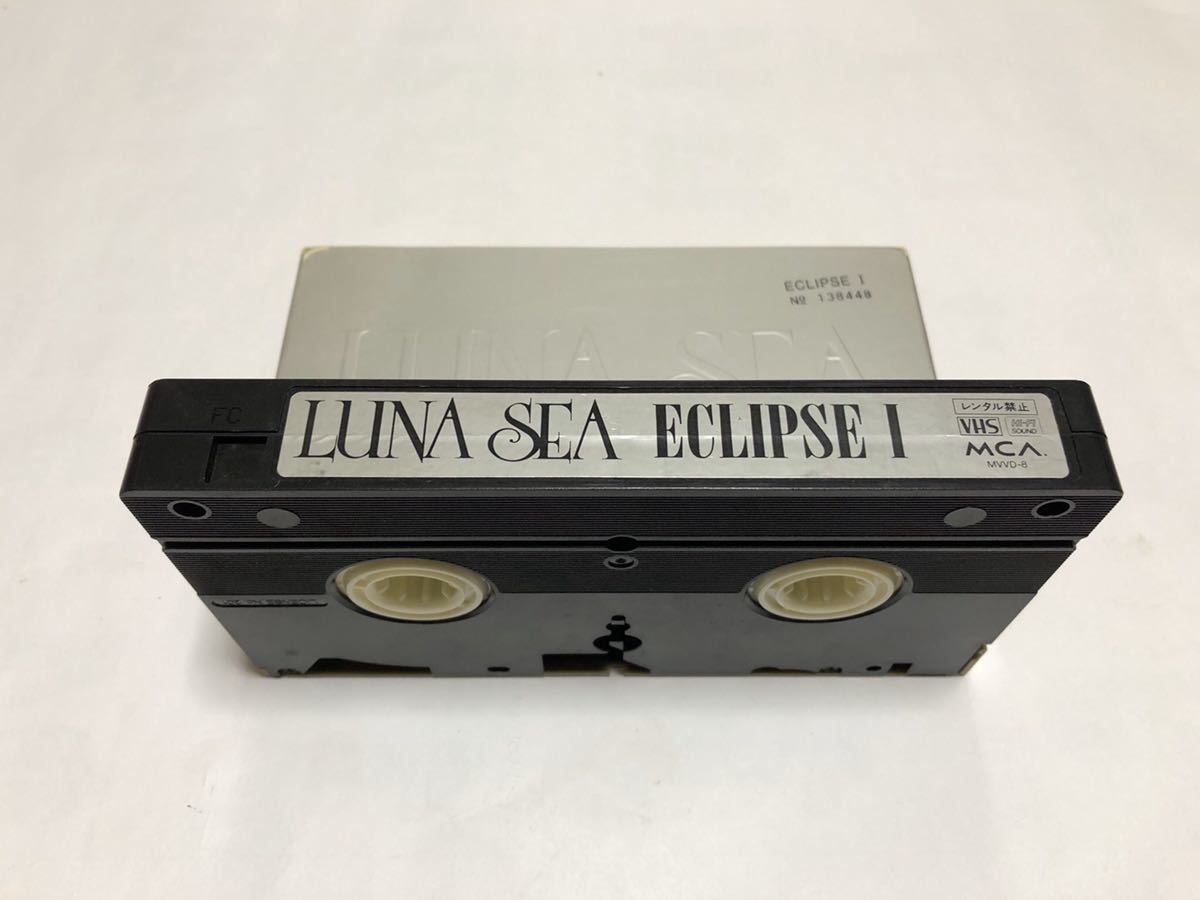 ECLIPSE I
№ 138448
LUNA SEA
FC
LUNA SEA ECLIPSE I
レンタル禁止
VHS HI-FI SOUND
MCA.
MVVD-8